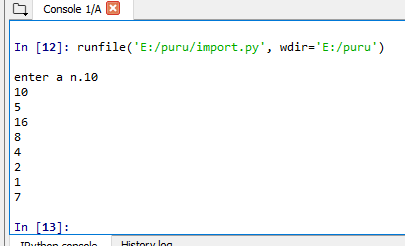 Console 1/A
In [12]: runfile('E:/puru/import.py', wdir='E:/puru')
enter a n.10
10
5
16
8
4
2
1
7
In [13]:
IPython console History log